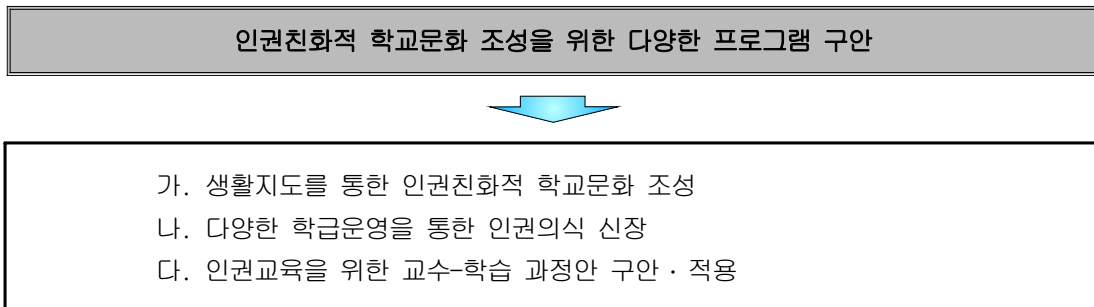 인권친화적 학교문화 조성을 위한 다양한 프로그램 구안
가. 생활지도를 통한 인권친화적 학교문화 조성
나. 다양한 학급운영을 통한 인권의식 신장
다. 인권교육을 위한 교수-학습 과정안 구안·적용